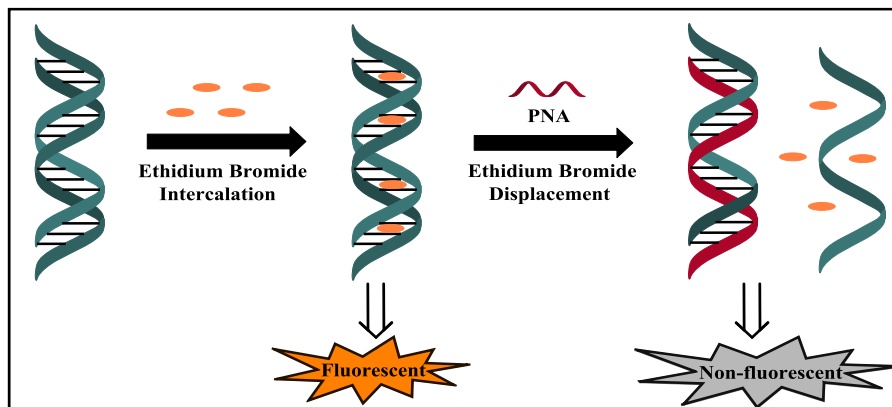 PNA
Ethidium Bromide
Intercalation
Ethidium Bromide
Displacement
Fluorescent
Non-fluorescent